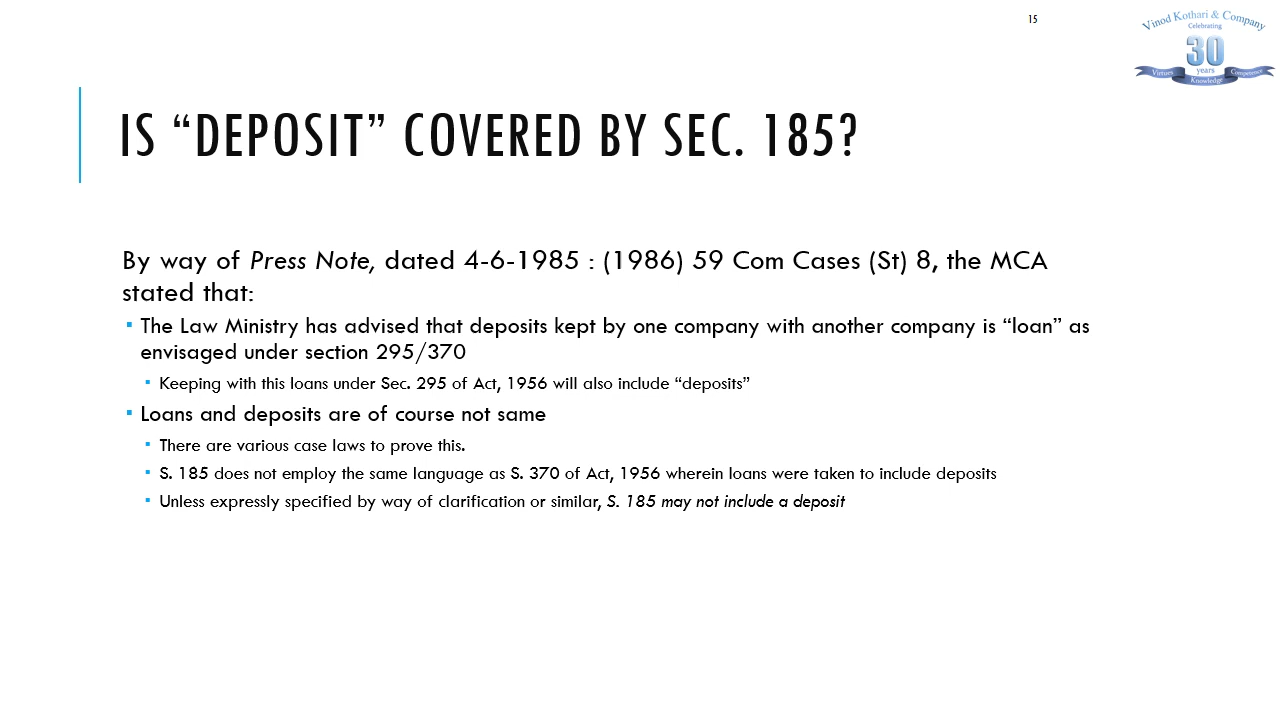 15
Vinod Kothari & Company
Celebrating
30
years
Virtues
Knowledge
Competence
IS “DEPOSIT” COVERED BY SEC. 185?
By way of Press Note, dated 4-6-1985 : (1986) 59 Com Cases (St) 8, the MCA
stated that:
▪ The Law Ministry has advised that deposits kept by one company with another company is “loan” as
envisaged under section 295/370
▪ Keeping with this loans under Sec. 295 of Act, 1956 will also include “deposits”
▪ Loans and deposits are of course not same
▪ There are various case laws to prove this.
▪ S. 185 does not employ the same language as S. 370 of Act, 1956 wherein loans were taken to include deposits
▪ Unless expressly specified by way of clarification or similar, S. 185 may not include a deposit